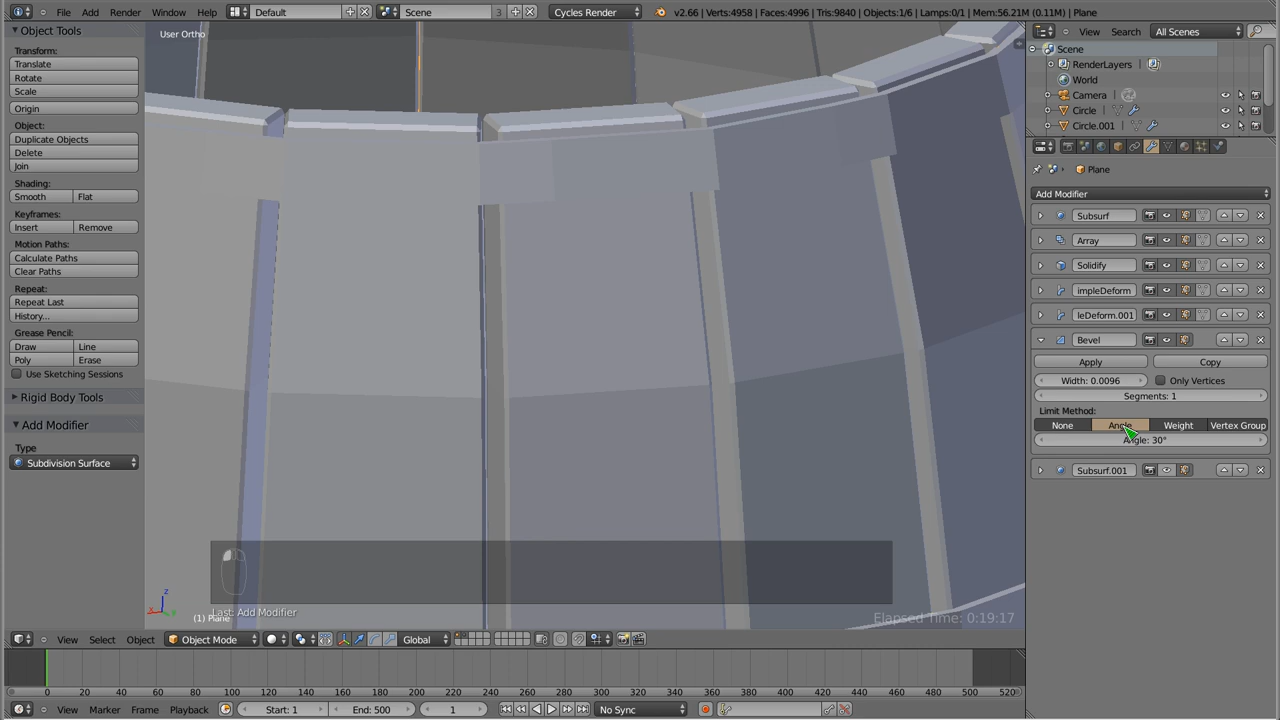 File Add Render Window Help Default Scene 3 Cycles Render v2.66 | Verts:4958 | Faces:4996 | Tris:9840 | Objects:1/6 | Lamps:0/1 | Mem:56.21M (0.11M) | Plane
Object Tools
Transform:
Translate
Rotate
Scale
Origin
Object:
Duplicate Objects
Delete
Join
Shading:
Smooth Flat
Keyframes:
Insert Remove
Motion Paths:
Calculate Paths
Clear Paths
Repeat:
Repeat Last
History...
Grease Pencil:
Draw Line
Poly Erase
Use Sketching Sessions
Rigid Body Tools
Add Modifier
Type
Subdivision Surface
User Ortho
z
x y
Last: Add Modifier
(1) Plane
Elapsed Time: 0:19:17
View Search All Scenes
Scene
RenderLayers
World
Camera
Circle
Circle.001
Plane
Add Modifier
Subsurf
Array
Solidify
impleDeform
leDeform.001
Bevel
Apply Copy
Width: 0.0096 Only Vertices
Segments: 1
Limit Method:
None Angle Weight Vertex Group
Angle: 30°
Subsurf.001
View Select Object Object Mode Global
0 20 40 60 80 100 120 140 160 180 200 220 240 260 280 300 320 340 360 380 400 420 440 460 480 500 520
View Marker Frame Playback Start: 1 End: 500 1 No Sync